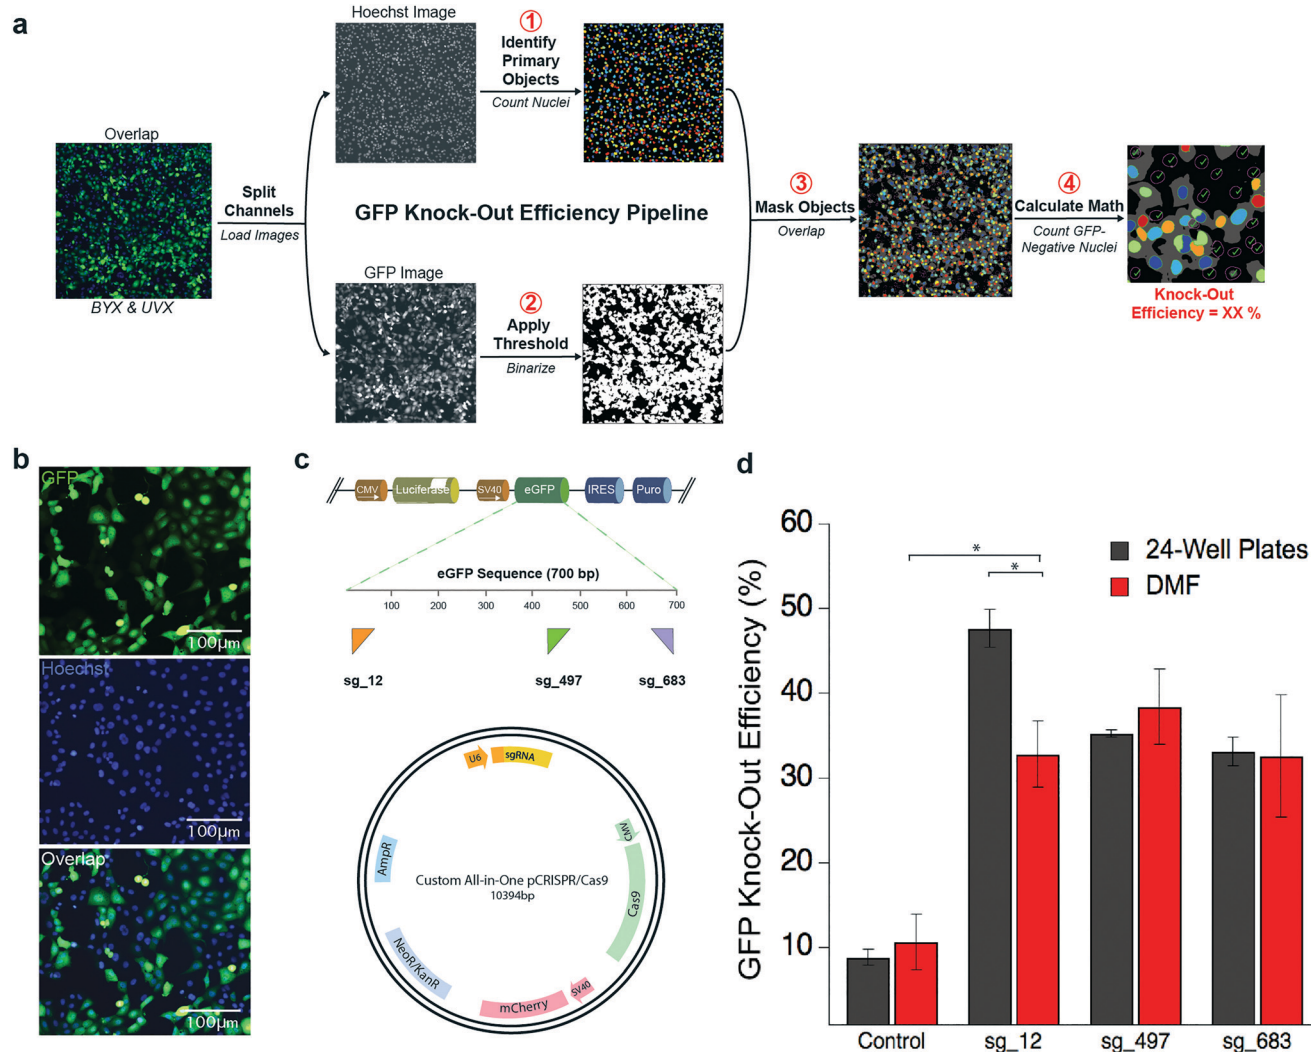 a
Hoechst Image
①
Identify
Primary
Objects
Count Nuclei
Overlap
Split
Channels
Load Images
BYX & UVX
GFP Knock-Out Efficiency Pipeline
③
Mask Objects
Overlap
④
Calculate Math
Count GFP-
Negative Nuclei
Knock-Out
Efficiency = XX %
GFP Image
②
Apply
Threshold
Binarize
b
GFP
100µm
Hoechst
100µm
Overlap
100µm
c
CMV
Luciferase
SV40
eGFP
IRES
Puro
eGFP Sequence (700 bp)
100 200 300 400 500 600 700
sg_12 sg_497 sg_683
U6
sgRNA
CMV
Cas9
SV40
mCherry
NeoR/KanR
AmpR
Custom All-in-One pCRISPR/Cas9
10394bp
d
GFP Knock-Out Efficiency (%)
60
50
40
30
20
10
*
*
24-Well Plates
DMF
Control sg_12 sg_497 sg_683